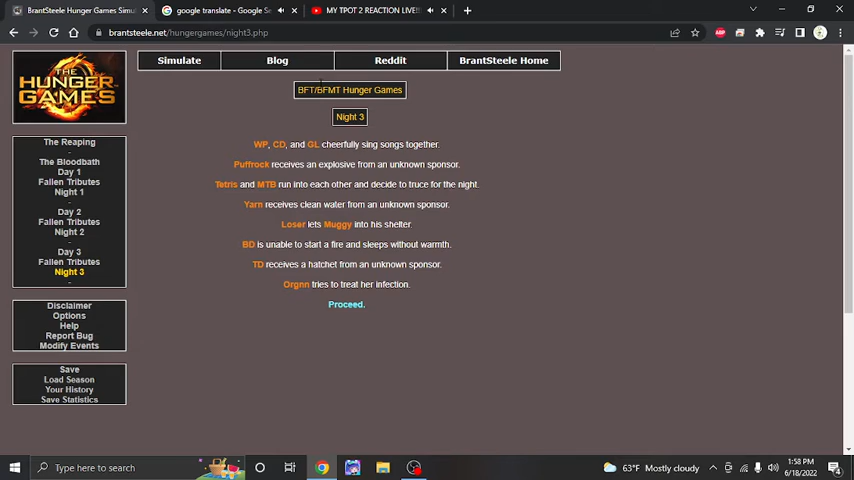 BrantSteele Hunger Games Simu
google translate - Google Se
MY TPOT 2 REACTION LIVE!!
brantsteele.net/hungergames/night3.php
THE HUNGER GAMES
Simulate
Blog
Reddit
BrantSteele Home
BFT/BFMT Hunger Games
Night 3
WP, CD, and GL cheerfully sing songs together.
Puffrock receives an explosive from an unknown sponsor.
Tetris and MTB run into each other and decide to truce for the night.
Yarn receives clean water from an unknown sponsor.
Loser lets Muggy into his shelter.
BD is unable to start a fire and sleeps without warmth.
TD receives a hatchet from an unknown sponsor.
Orgnn tries to treat her infection.
Proceed.
The Reaping
-
The Bloodbath
Day 1
Fallen Tributes
Night 1
-
Day 2
Fallen Tributes
Night 2
-
Day 3
Fallen Tributes
Night 3
-
Disclaimer
Options
Help
Report Bug
Modify Events
Save
Load Season
Your History
Save Statistics
Type here to search
63°F Mostly cloudy
1:58 PM
6/18/2022
4